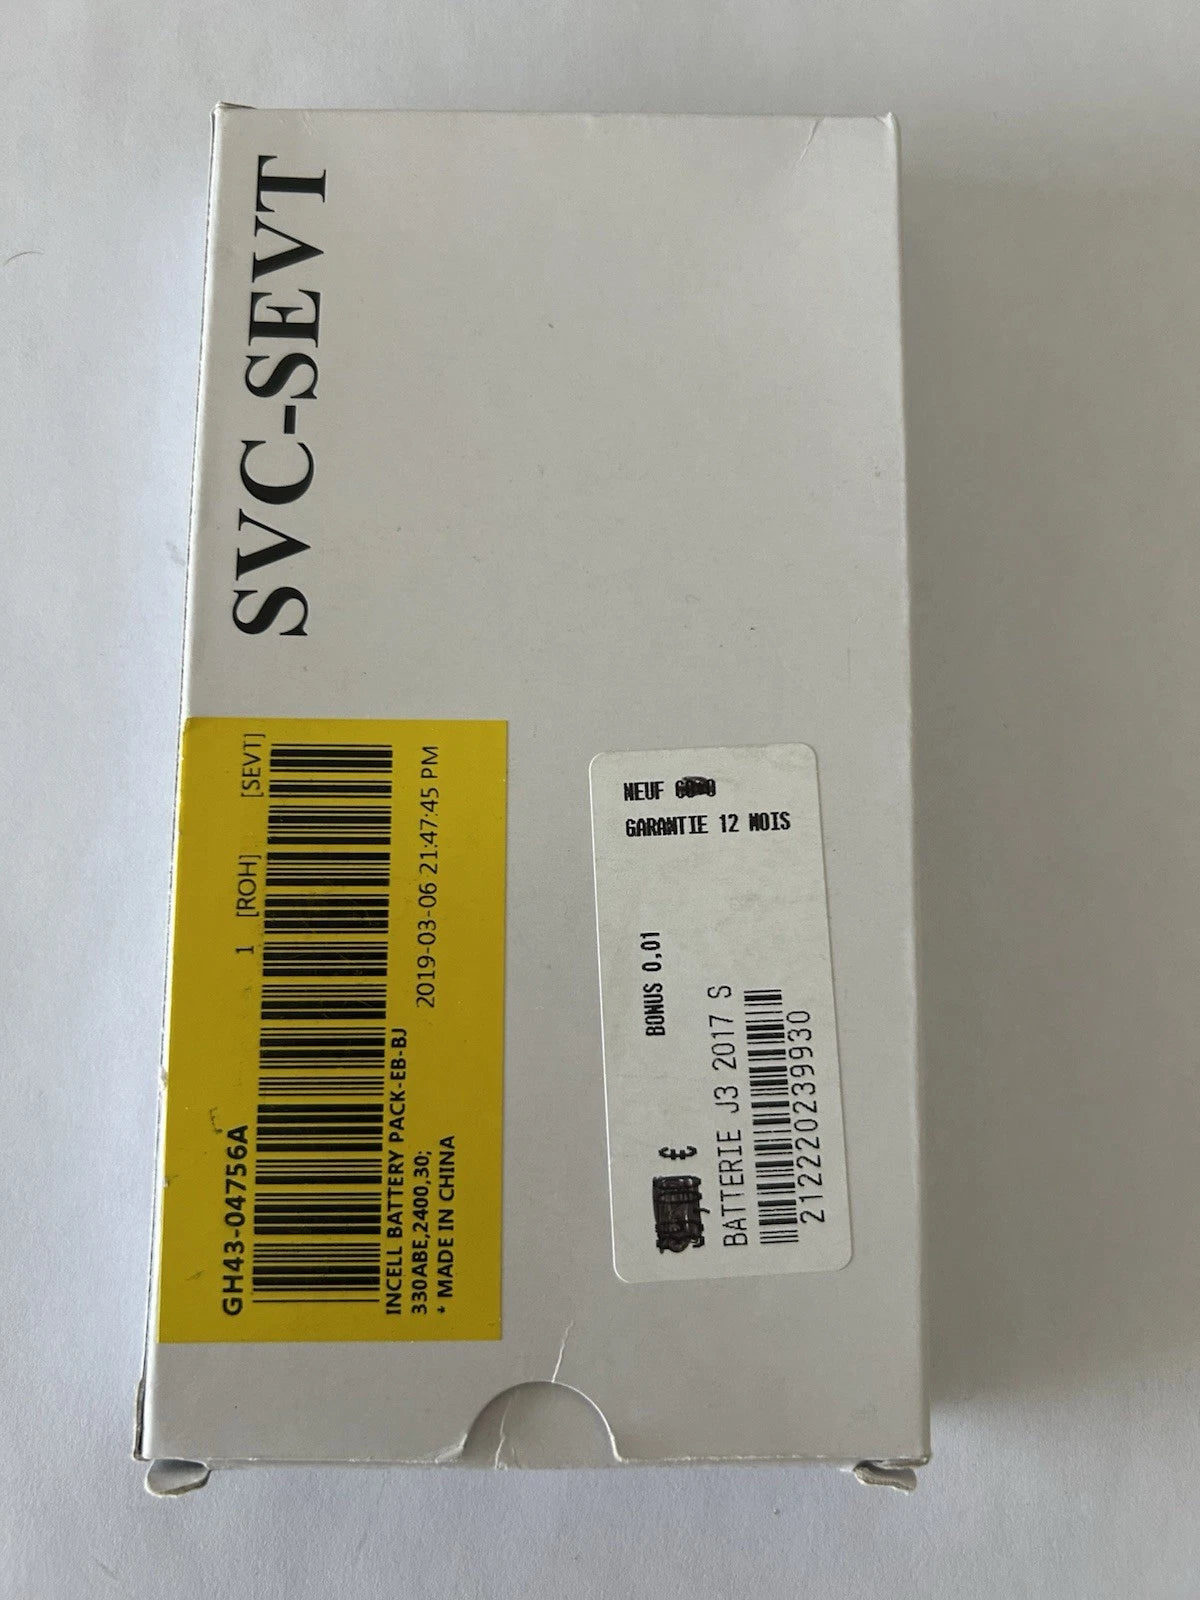 SVC-SEVT
GH43-04756A 1 [ROH] [SEVT]
INCELL BATTERY PACK-EB-BJ
330ABE,2400,30; 2019-03-06 21:47:45 PM
* MADE IN CHINA
NEUF
GARANTIE 12 MOIS
BONUS 0,01
€
BATTERIE J3 2017 S
2122220239930